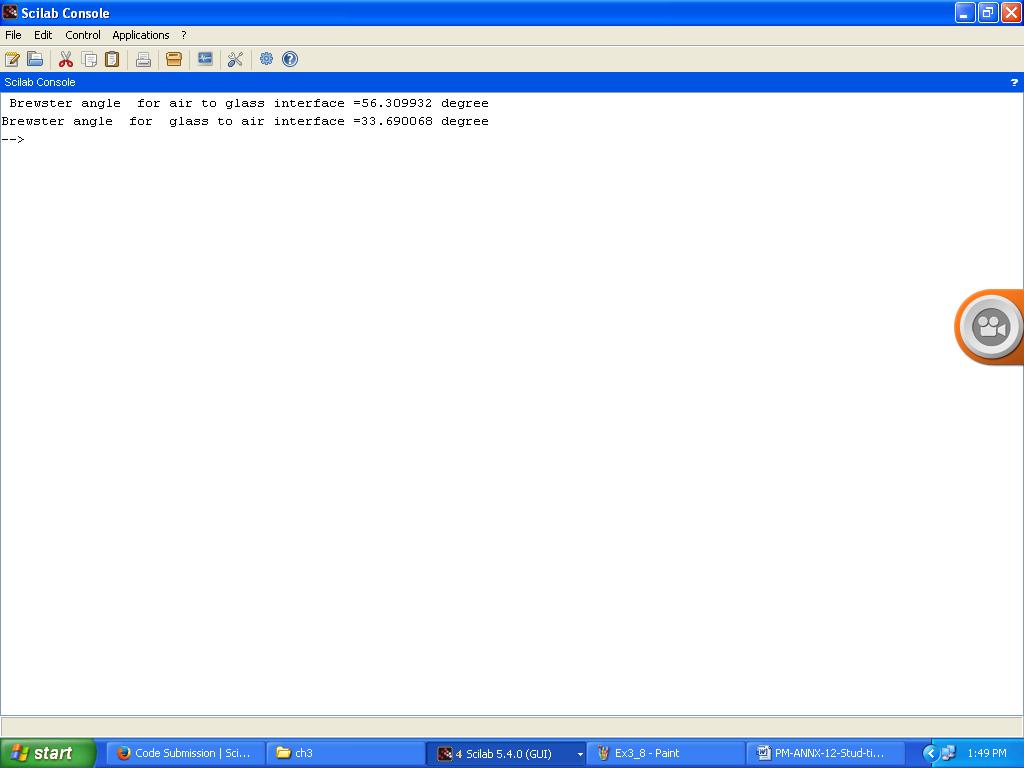 Scilab Console
File Edit Control Applications ?
Scilab Console ?
Brewster angle  for air to glass interface =56.309932 degree
Brewster angle  for  glass to air interface =33.690068 degree
-->
start Code Submission | Sci... ch3 4 Scilab 5.4.0 (GUI) Ex3_8 - Paint PM-ANNX-12-Stud-ti... 1:49 PM